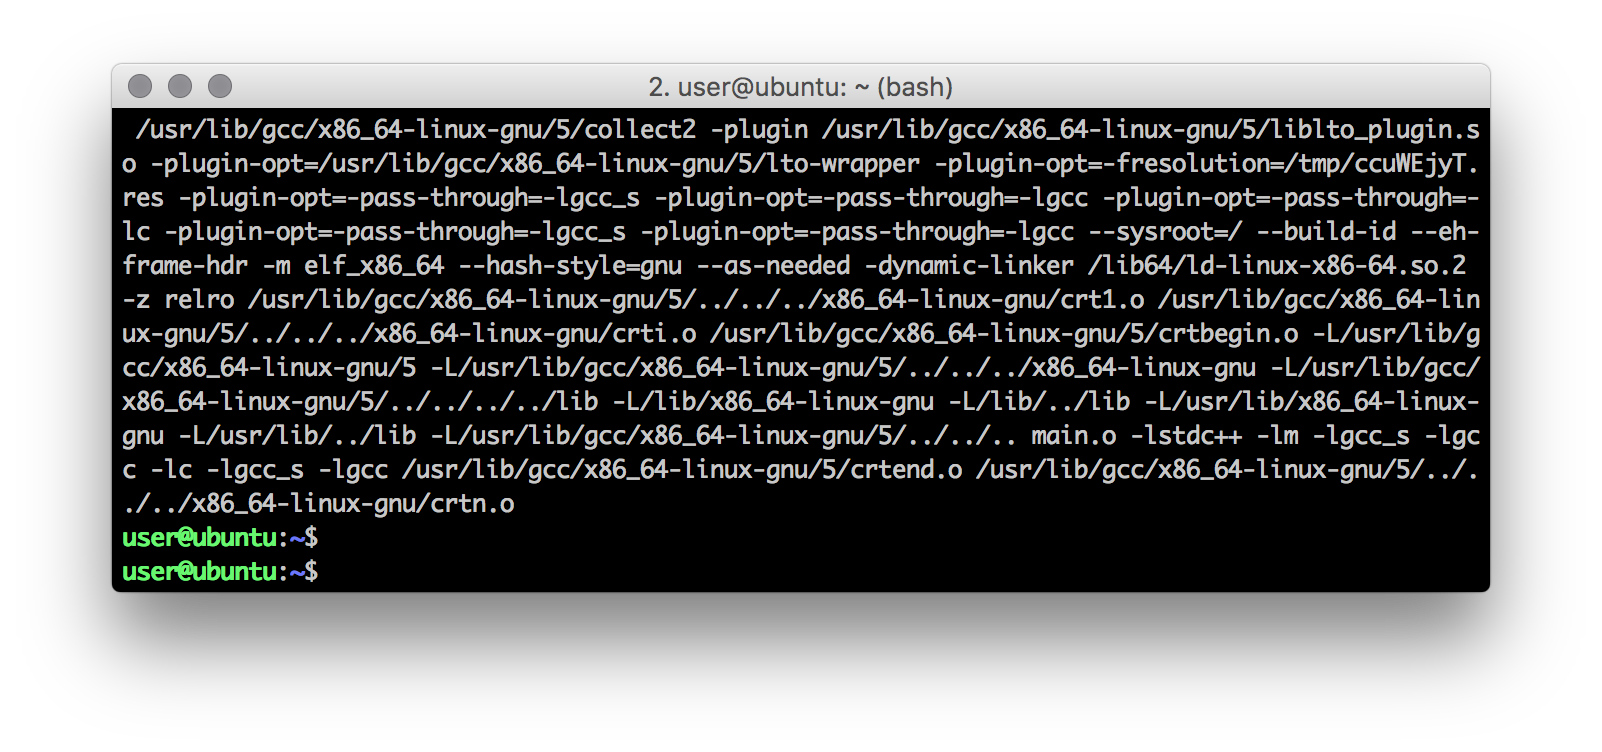 2. user@ubuntu: ~ (bash)
/usr/lib/gcc/x86_64-linux-gnu/5/collect2 -plugin /usr/lib/gcc/x86_64-linux-gnu/5/liblto_plugin.s
o -plugin-opt=/usr/lib/gcc/x86_64-linux-gnu/5/lto-wrapper -plugin-opt=-fresolution=/tmp/ccuWEjyT.
res -plugin-opt=-pass-through=-lgcc_s -plugin-opt=-pass-through=-lgcc -plugin-opt=-pass-through=-
lc -plugin-opt=-pass-through=-lgcc_s -plugin-opt=-pass-through=-lgcc --sysroot=/ --build-id --eh-
frame-hdr -m elf_x86_64 --hash-style=gnu --as-needed -dynamic-linker /lib64/ld-linux-x86-64.so.2
-z relro /usr/lib/gcc/x86_64-linux-gnu/5/../../../x86_64-linux-gnu/crt1.o /usr/lib/gcc/x86_64-lin
ux-gnu/5/../../../x86_64-linux-gnu/crti.o /usr/lib/gcc/x86_64-linux-gnu/5/crtbegin.o -L/usr/lib/g
cc/x86_64-linux-gnu/5 -L/usr/lib/gcc/x86_64-linux-gnu/5/../../../x86_64-linux-gnu -L/usr/lib/gcc/
x86_64-linux-gnu/5/../../../../lib -L/lib/x86_64-linux-gnu -L/lib/../lib -L/usr/lib/x86_64-linux-
gnu -L/usr/lib/../lib -L/usr/lib/gcc/x86_64-linux-gnu/5/../../.. main.o -lstdc++ -lm -lgcc_s -lgc
c -lc -lgcc_s -lgcc /usr/lib/gcc/x86_64-linux-gnu/5/crtend.o /usr/lib/gcc/x86_64-linux-gnu/5/../.
./../x86_64-linux-gnu/crtn.o
user@ubuntu:~$
user@ubuntu:~$